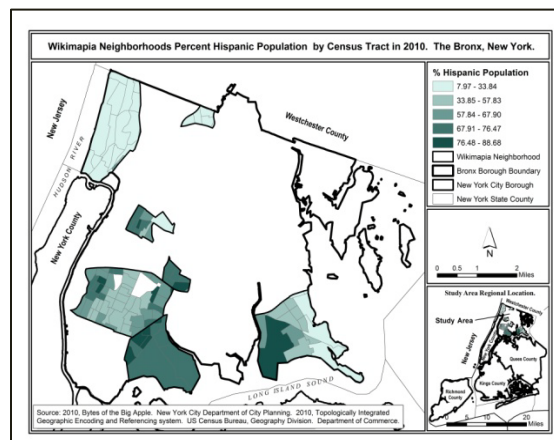 Wikimapia Neighborhoods Percent Hispanic Population by Census Tract in 2010. The Bronx, New York.
% Hispanic Population
7.97 - 33.84
33.85 - 57.83
57.84 - 67.90
67.91 - 76.47
76.48 - 88.68
Wikimapia Neighborhood
Bronx Borough Boundary
New York City Borough
New York State County
New Jersey
HUDSON RIVER
New York County
Westchester County
LONG ISLAND SOUND
N
0 0.5 1 2
Miles
Study Area Regional Location.
Westchester County
Study Area
New Jersey
New York County
Queens County
Kings County
Richmond County
0 5 10 20
Miles
Source: 2010, Bytes of the Big Apple. New York City Department of City Planning. 2010, Topologically Integrated
Geographic Encoding and Referencing system. US Census Bureau, Geography Division. Department of Commerce.